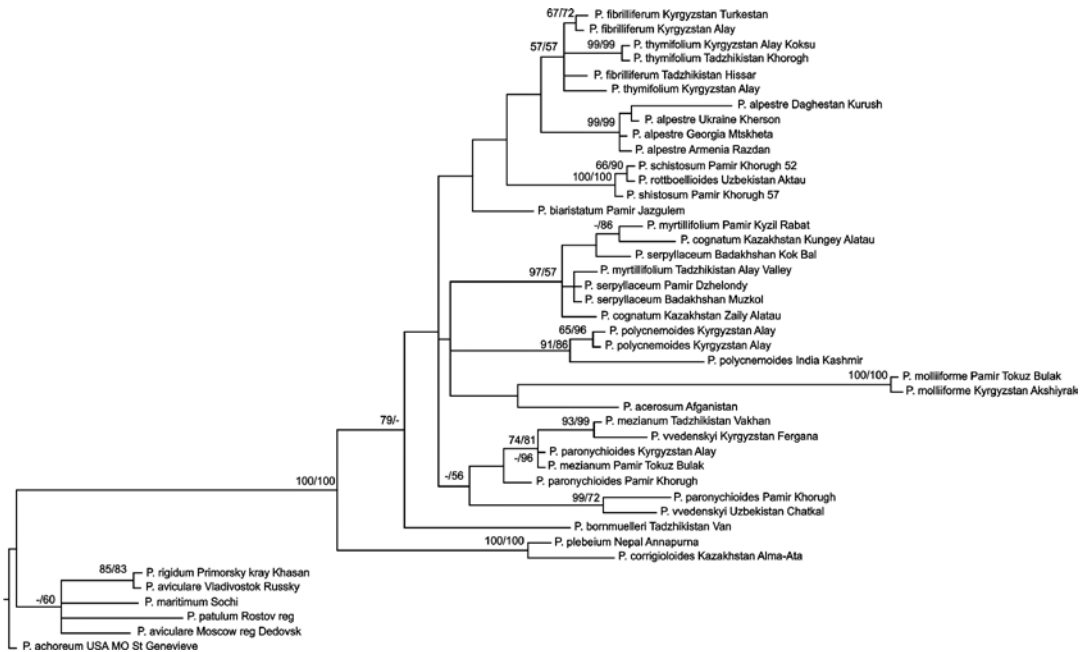 67/72
P. fibrilliferum Kyrgyzstan Turkestan
P. fibrilliferum Kyrgyzstan Alay
99/99
P. thymifolium Kyrgyzstan Alay Koksu
57/57
P. thymifolium Tadzhikistan Khorogh
P. fibrilliferum Tadzhikistan Hissar
P. thymifolium Kyrgyzstan Alay
P. alpestre Daghestan Kurush
99/99
P. alpestre Ukraine Kherson
P. alpestre Georgia Mtskheta
P. alpestre Armenia Razdan
66/90
P. schistosum Pamir Khorugh 52
100/100
P. rottboellioides Uzbekistan Aktau
P. shistosum Pamir Khorugh 57
P. biaristatum Pamir Jazgulem
-/86
P. myrtillifolium Pamir Kyzil Rabat
P. cognatum Kazakhstan Kungey Alatau
P. serpyllaceum Badakhshan Kok Bal
97/57
P. myrtillifolium Tadzhikistan Alay Valley
P. serpyllaceum Pamir Dzhelondy
P. serpyllaceum Badakhshan Muzkol
P. cognatum Kazakhstan Zaily Alatau
65/96
P. polycnemoides Kyrgyzstan Alay
91/86
P. polycnemoides Kyrgyzstan Alay
P. polycnemoides India Kashmir
100/100
P. molliiforme Pamir Tokuz Bulak
P. molliiforme Kyrgyzstan Akshiyrak
P. acerosum Afganistan
79/-
93/99
P. mezianum Tadzhikistan Vakhan
P. vvedenskyi Kyrgyzstan Fergana
74/81
P. paronychioides Kyrgyzstan Alay
-/96
P. mezianum Pamir Tokuz Bulak
-/56
P. paronychioides Pamir Khorugh
100/100
99/72
P. paronychioides Pamir Khorugh
P. vvedenskyi Uzbekistan Chatkal
P. bornmuelleri Tadzhikistan Van
100/100
P. plebeium Nepal Annapurna
P. corrigioloides Kazakhstan Alma-Ata
85/83
P. rigidum Primorsky kray Khasan
P. aviculare Vladivostok Russky
-/60
P. maritimum Sochi
P. patulum Rostov reg
P. aviculare Moscow reg Dedovsk
P. achoreum USA MO St Genevieve